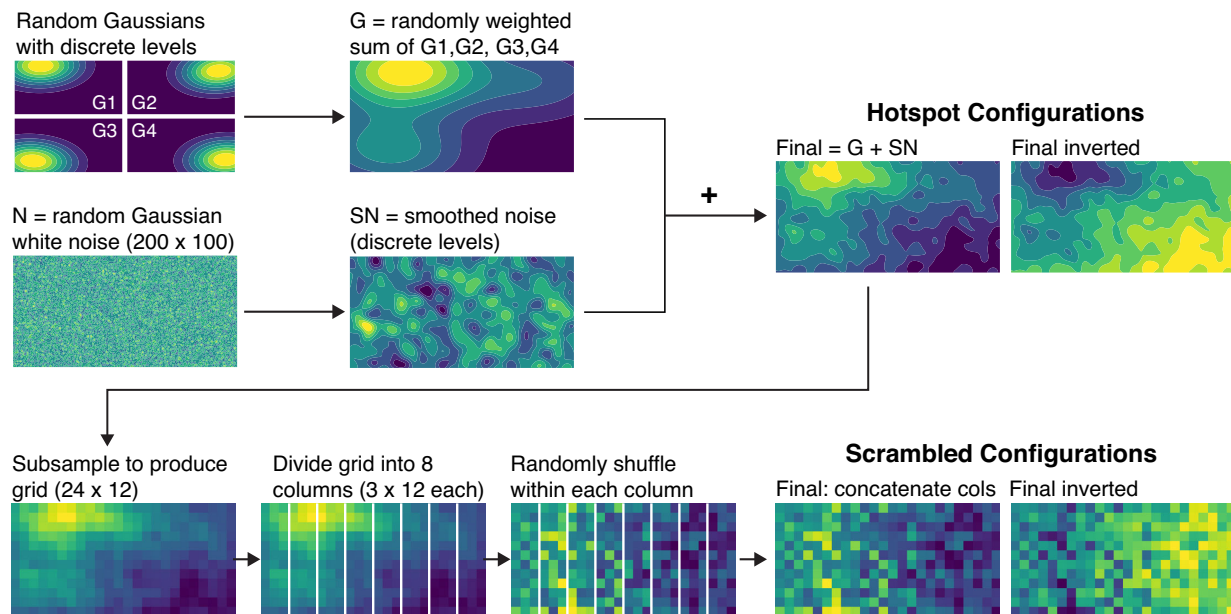 Random Gaussians
with discrete levels
G1
G2
G3
G4
G = randomly weighted
sum of G1,G2, G3,G4
N = random Gaussian
white noise (200 x 100)
SN = smoothed noise
(discrete levels)
+
Hotspot Configurations
Final = G + SN
Final inverted
Subsample to produce
grid (24 x 12)
Divide grid into 8
columns (3 x 12 each)
Randomly shuffle
within each column
Scrambled Configurations
Final: concatenate cols
Final inverted